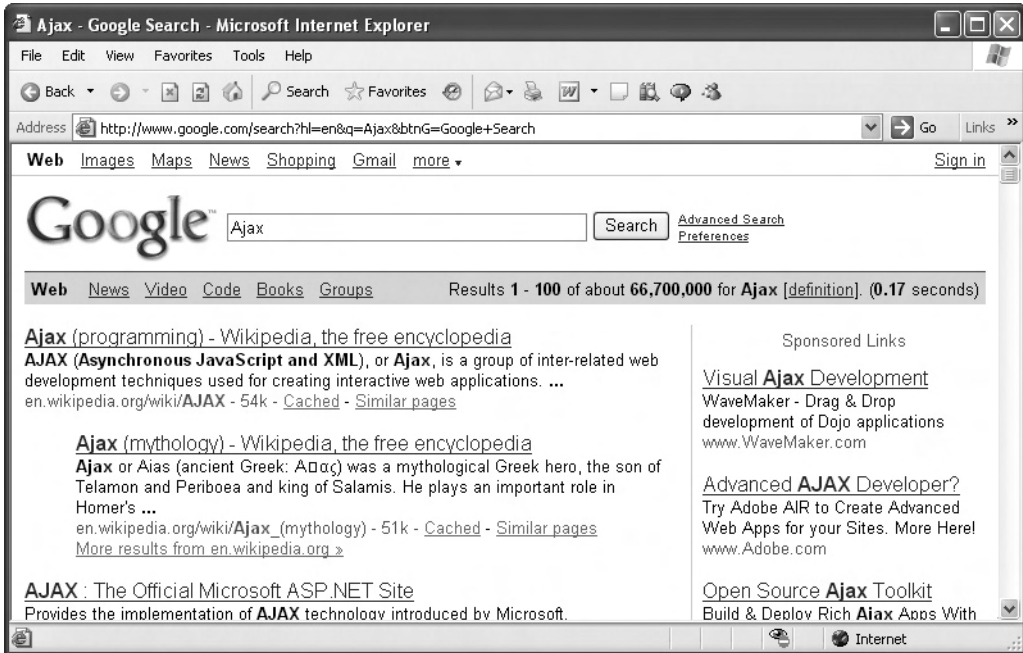 Ajax - Google Search - Microsoft Internet Explorer
File Edit View Favorites Tools Help
Back Search Favorites
Address http://www.google.com/search?hl=en&q=Ajax&btnG=Google+Search Go Links »
Web Images Maps News Shopping Gmail more Sign in
Google™ Ajax Search Advanced Search
Preferences
Web News Video Code Books Groups Results 1 - 100 of about 66,700,000 for Ajax [definition]. (0.17 seconds)
Ajax (programming) - Wikipedia, the free encyclopedia
AJAX (Asynchronous JavaScript and XML), or Ajax, is a group of inter-related web
development techniques used for creating interactive web applications. ...
en.wikipedia.org/wiki/AJAX - 54k - Cached - Similar pages
Ajax (mythology) - Wikipedia, the free encyclopedia
Ajax or Aias (ancient Greek: Α□ας) was a mythological Greek hero, the son of
Telamon and Periboea and king of Salamis. He plays an important role in
Homer's ...
en.wikipedia.org/wiki/Ajax_(mythology) - 51k - Cached - Similar pages
More results from en.wikipedia.org »
AJAX : The Official Microsoft ASP.NET Site
Provides the implementation of AJAX technology introduced by Microsoft.
Sponsored Links
Visual Ajax Development
WaveMaker - Drag & Drop
development of Dojo applications
www.WaveMaker.com
Advanced AJAX Developer?
Try Adobe AIR to Create Advanced
Web Apps for your Sites. More Here!
www.Adobe.com
Open Source Ajax Toolkit
Build & Deploy Rich Ajax Apps With
Internet